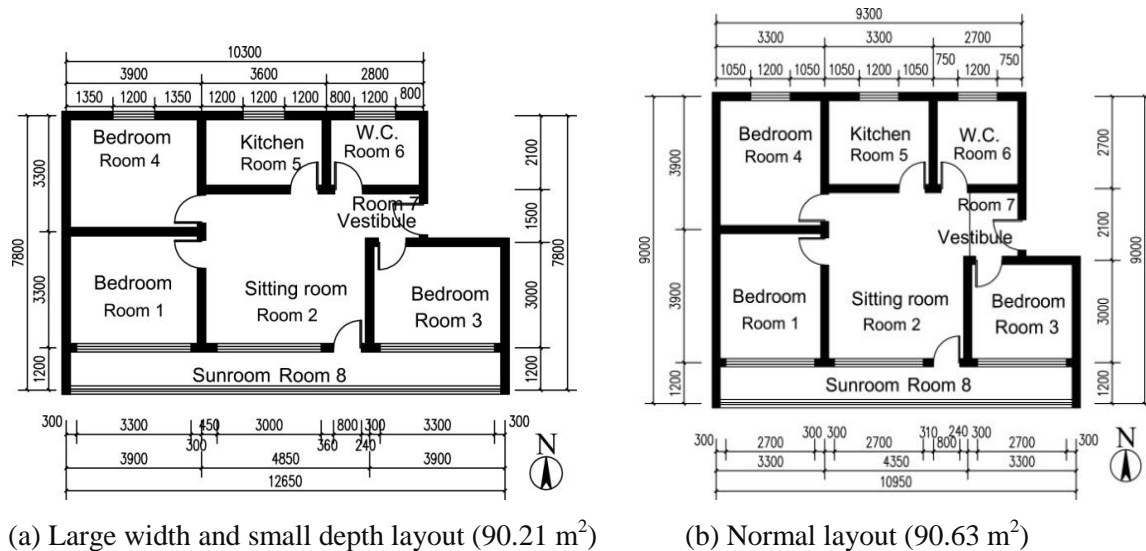 10300
3900 3600 2800
1350 1200 1350 1200 1200 1200 800 1200 800
Bedroom
Room 4
Kitchen
Room 5
W.C.
Room 6
Room 7
Vestibule
Bedroom
Room 1
Sitting room
Room 2
Bedroom
Room 3
Sunroom Room 8
7800
3300
3300
1200
2100
1500
3000
1200
7800
300 3300 450 3000 800 300 3300 300
300 360 240
3900 4850 3900
12650
N
(a) Large width and small depth layout (90.21 m²)
9300
3300 3300 2700
1050 1200 1050 1050 1200 1050 750 1200 750
Bedroom
Room 4
Kitchen
Room 5
W.C.
Room 6
Room 7
Vestibule
Bedroom
Room 1
Sitting room
Room 2
Bedroom
Room 3
Sunroom Room 8
9000
3900
3900
1200
2700
2100
3000
1200
9000
300 2700 300 300 2700 310 800 240 300 2700 300
3300 4350 3300
10950
N
(b) Normal layout (90.63 m²)